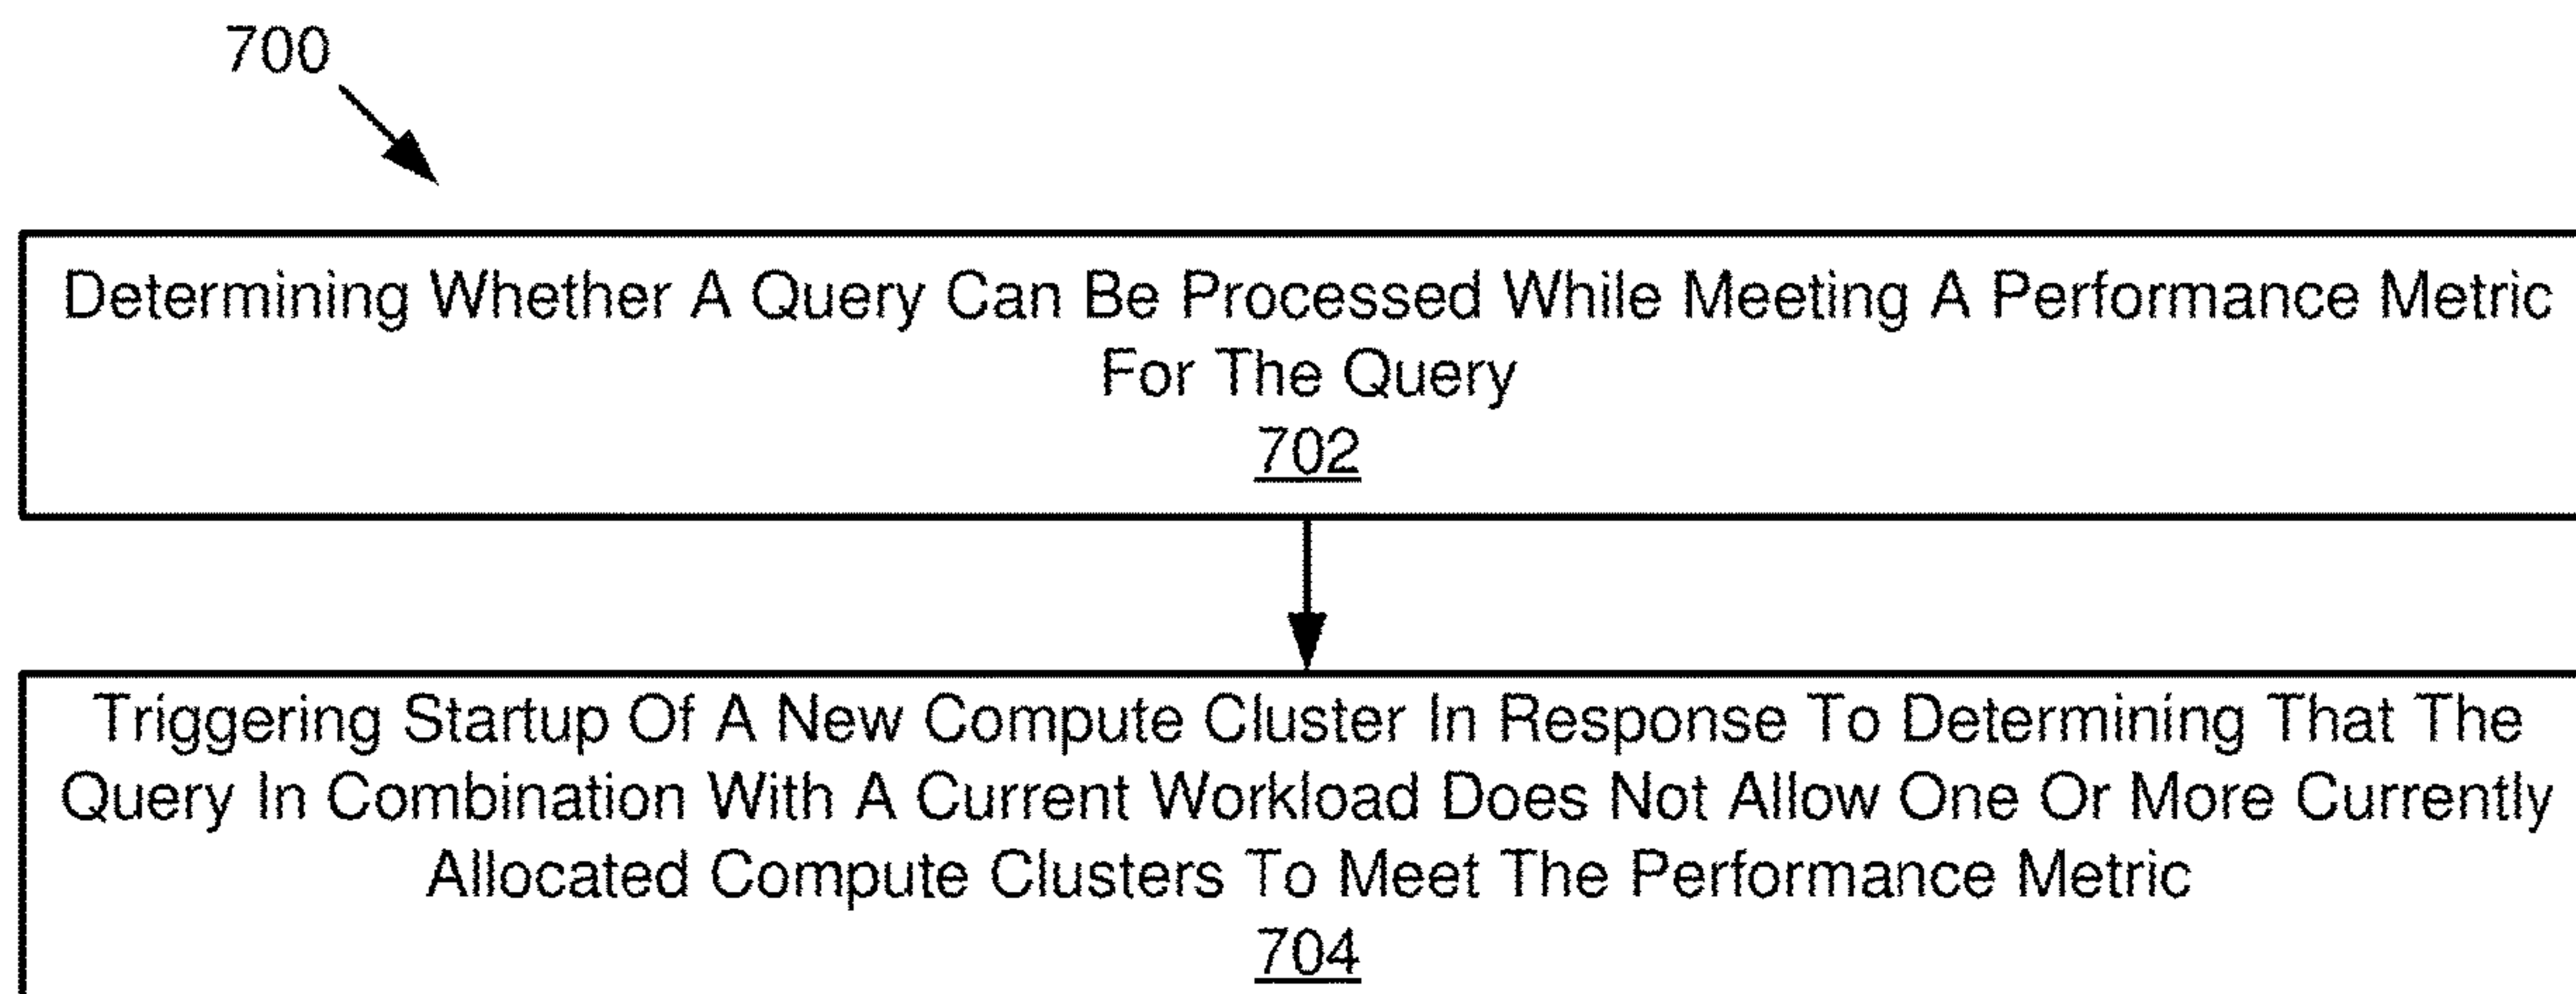 700
Determining Whether A Query Can Be Processed While Meeting A Performance Metric
For The Query
702
Triggering Startup Of A New Compute Cluster In Response To Determining That The
Query In Combination With A Current Workload Does Not Allow One Or More Currently
Allocated Compute Clusters To Meet The Performance Metric
704